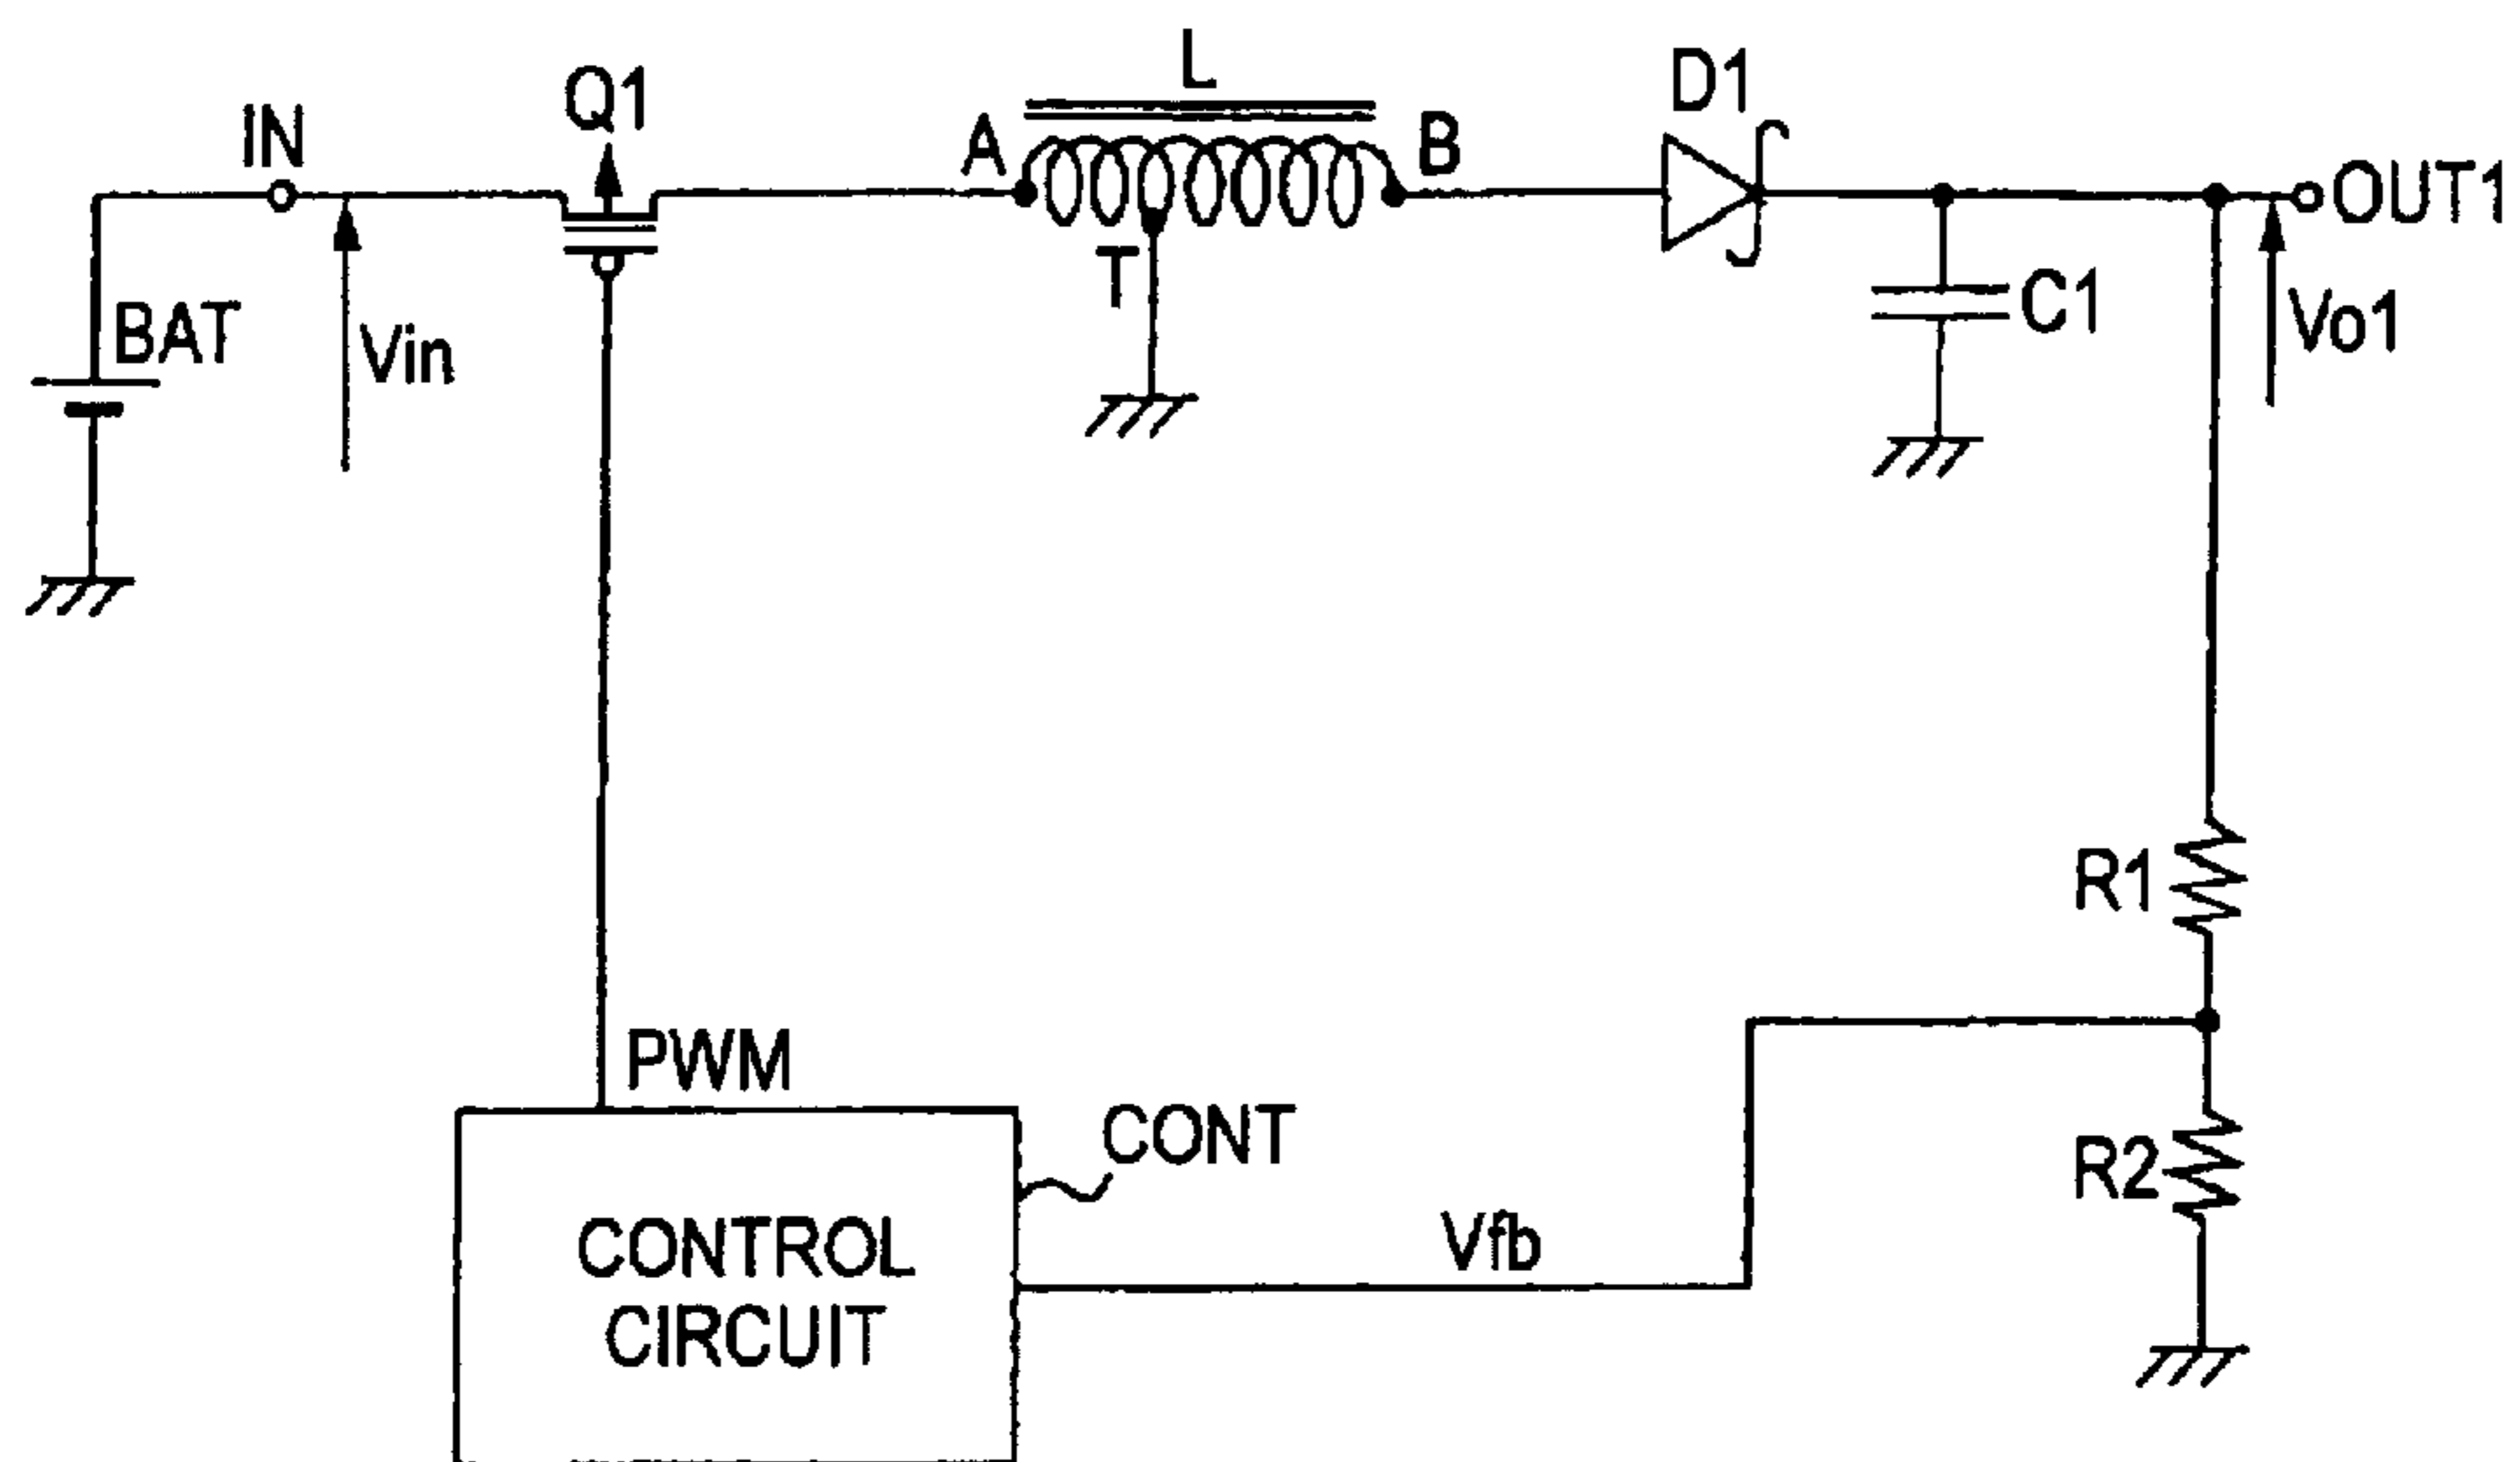 L
D1
Q1
IN
A
B
OUT1
T
C1
BAT
Vin
Vo1
R1
PWM
CONT
R2
Vfb
CONTROL
CIRCUIT